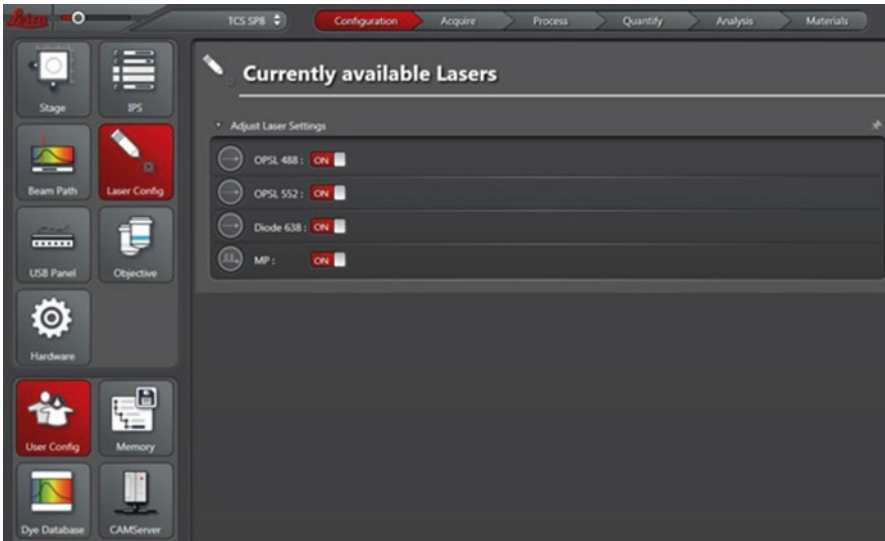 Leica
TCS SP8
Configuration
Acquire
Process
Quantify
Analysis
Materials
Stage
IPS
Beam Path
Laser Config
USB Panel
Objective
Hardware
User Config
Memory
Dye Database
CAMServer
Currently available Lasers
Adjust Laser Settings
OPSL 488 : ON
OPSL 552 : ON
Diode 638 : ON
MP : ON